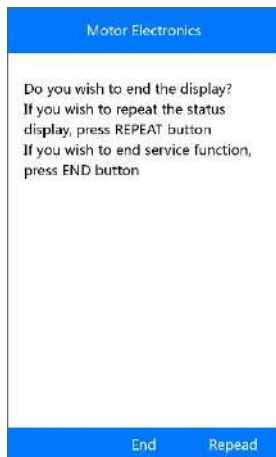 Motor Electronics
Do you wish to end the display?
If you wish to repeat the status
display, press REPEAT button
If you wish to end service function,
press END button
End
Repead